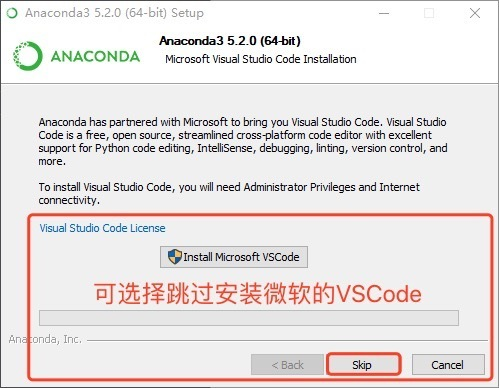 Anaconda3 5.2.0 (64-bit) Setup
ANACONDA
Anaconda3 5.2.0 (64-bit)
Microsoft Visual Studio Code Installation
Anaconda has partnered with Microsoft to bring you Visual Studio Code. Visual Studio
Code is a free, open source, streamlined cross-platform code editor with excellent
support for Python code editing, IntelliSense, debugging, linting, version control, and
more.
To install Visual Studio Code, you will need Administrator Privileges and Internet
connectivity.
Visual Studio Code License
Install Microsoft VSCode
可选择跳过安装微软的VSCode
Anaconda, Inc.
< Back
Skip
Cancel